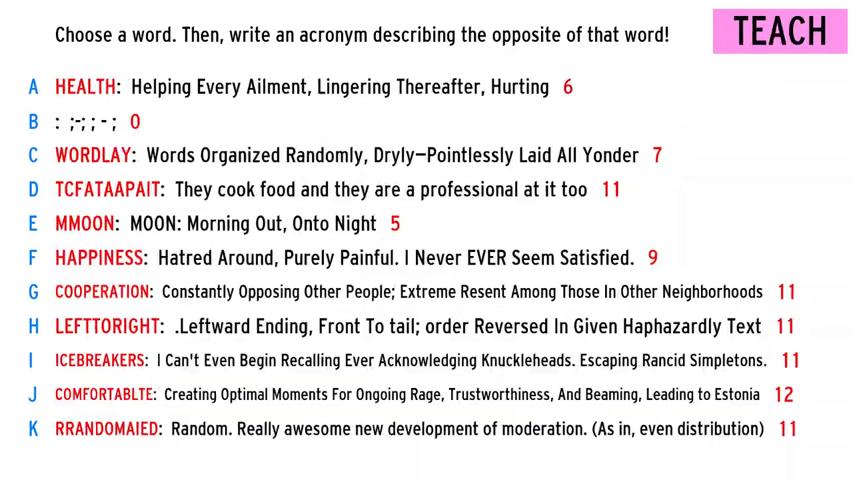 Choose a word. Then, write an acronym describing the opposite of that word!
TEACH
A HEALTH: Helping Every Ailment, Lingering Thereafter, Hurting 6
B : ;-; ; - ; 0
C WORDLAY: Words Organized Randomly, Dryly—Pointlessly Laid All Yonder 7
D TCFATAAPAIT: They cook food and they are a professional at it too 11
E MMOON: MOON: Morning Out, Onto Night 5
F HAPPINESS: Hatred Around, Purely Painful. I Never EVER Seem Satisfied. 9
G COOPERATION: Constantly Opposing Other People; Extreme Resent Among Those In Other Neighborhoods 11
H LEFTTORIGHT: .Leftward Ending, Front To tail; order Reversed In Given Haphazardly Text 11
I ICEBREAKERS: I Can't Even Begin Recalling Ever Acknowledging Knuckleheads. Escaping Rancid Simpletons. 11
J COMFORTABLTE: Creating Optimal Moments For Ongoing Rage, Trustworthiness, And Beaming, Leading to Estonia 12
K RRANDOMAIED: Random. Really awesome new development of moderation. (As in, even distribution) 11